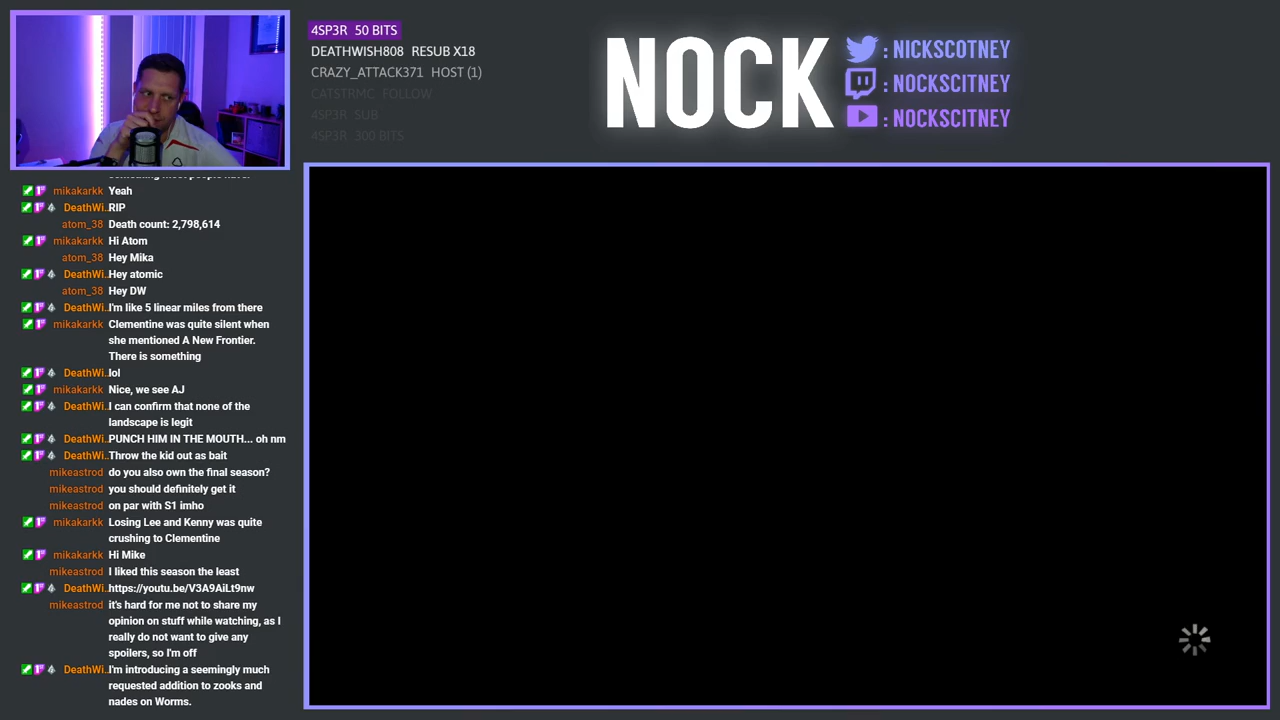 4SP3R 50 BITS
DEATHWISH808 RESUB X18
CRAZY_ATTACK371 HOST (1)
CATSTRMC FOLLOW
4SP3R SUB
4SP3R 300 BITS
NOCK
: NICKSCOTNEY
: NOCKSCITNEY
: NOCKSCITNEY
mikakarkk Yeah
DeathWi..RIP
atom_38 Death count: 2,798,614
mikakarkk Hi Atom
atom_38 Hey Mika
DeathWi..Hey atomic
atom_38 Hey DW
DeathWi..I'm like 5 linear miles from there
mikakarkk Clementine was quite silent when
she mentioned A New Frontier.
There is something
DeathWi..lol
mikakarkk Nice, we see AJ
DeathWi..I can confirm that none of the
landscape is legit
DeathWi..PUNCH HIM IN THE MOUTH... oh nm
DeathWi..Throw the kid out as bait
mikeastrod do you also own the final season?
mikeastrod you should definitely get it
mikeastrod on par with S1 imho
mikakarkk Losing Lee and Kenny was quite
crushing to Clementine
mikakarkk Hi Mike
mikeastrod I liked this season the least
DeathWi..https://youtu.be/V3A9AiLt9nw
mikeastrod it's hard for me not to share my
opinion on stuff while watching, as I
really do not want to give any
spoilers, so I'm off
DeathWi..I'm introducing a seemingly much
requested addition to zooks and
nades on Worms.